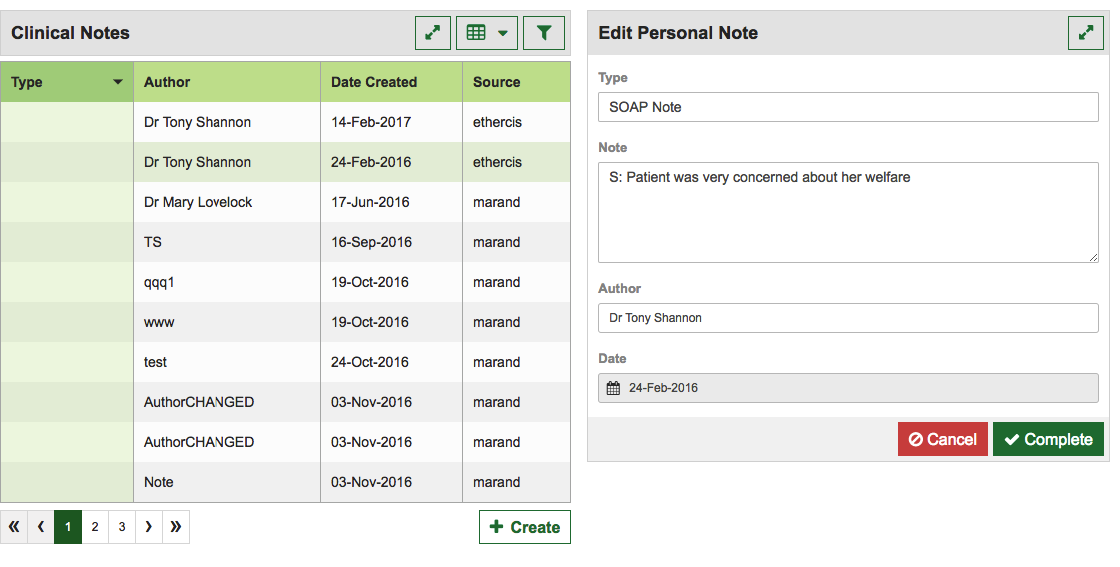 Clinical Notes
Type Author Date Created Source
Dr Tony Shannon 14-Feb-2017 ethercis
Dr Tony Shannon 24-Feb-2016 ethercis
Dr Mary Lovelock 17-Jun-2016 marand
TS 16-Sep-2016 marand
qqq1 19-Oct-2016 marand
www 19-Oct-2016 marand
test 24-Oct-2016 marand
AuthorCHANGED 03-Nov-2016 marand
AuthorCHANGED 03-Nov-2016 marand
Note 03-Nov-2016 marand
« ‹ 1 2 3 › »
+ Create
Edit Personal Note
Type
SOAP Note
Note
S: Patient was very concerned about her welfare
Author
Dr Tony Shannon
Date
24-Feb-2016
Cancel Complete